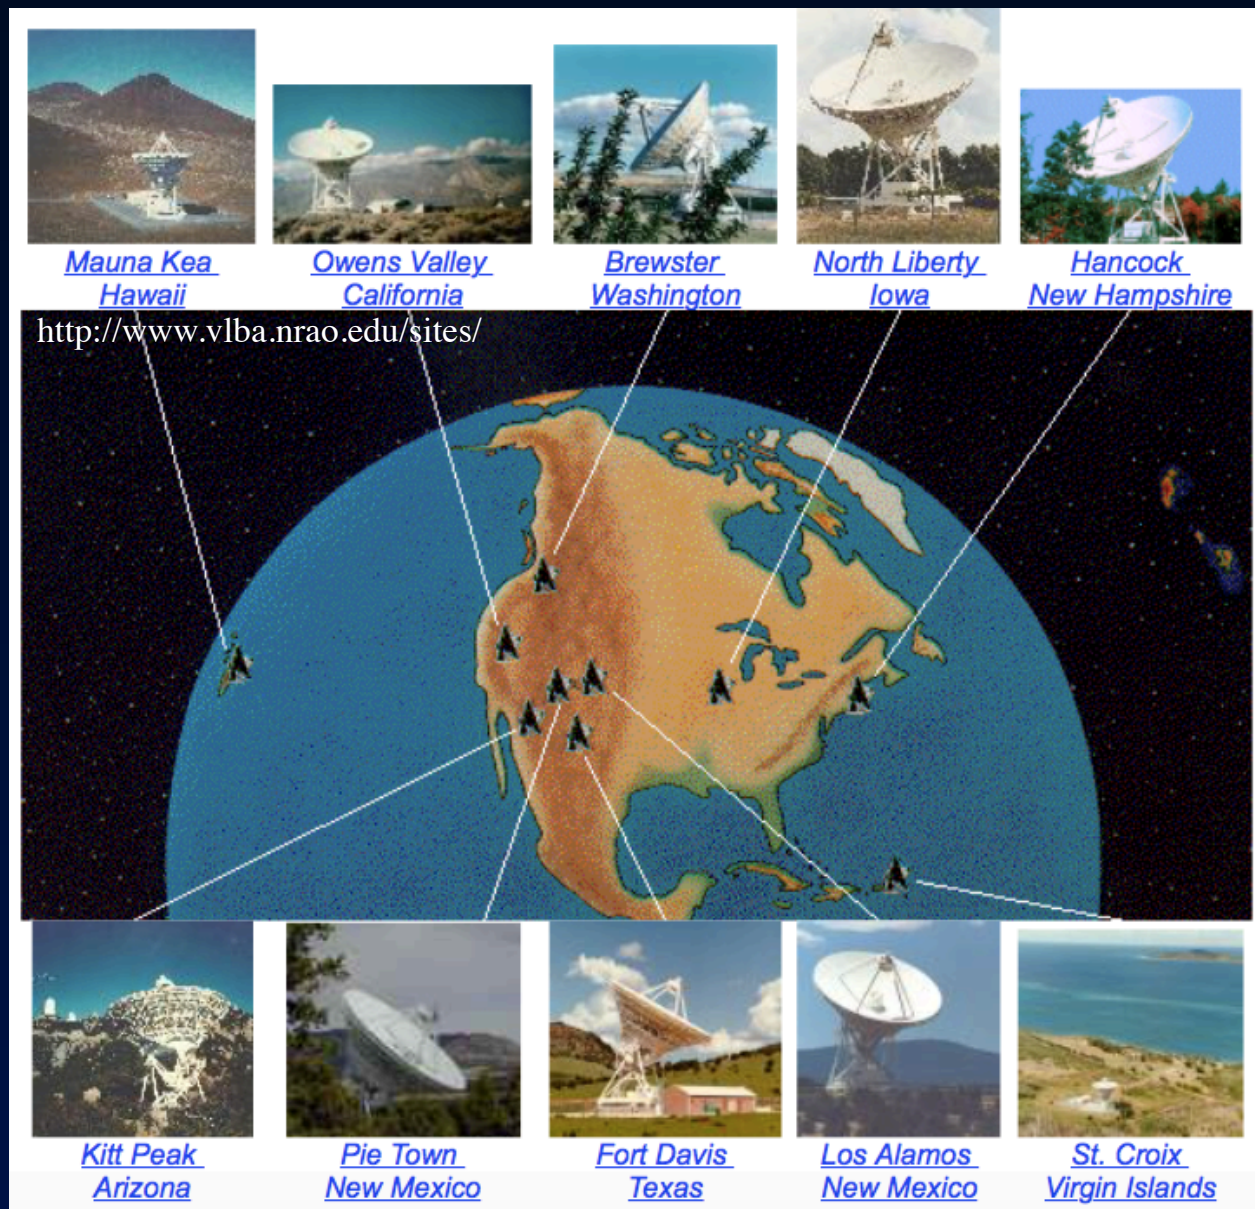 Mauna Kea
Hawaii
Owens Valley
California
Brewster
Washington
North Liberty
Iowa
Hancock
New Hampshire
http://www.vlba.nrao.edu/sites/
Kitt Peak
Arizona
Pie Town
New Mexico
Fort Davis
Texas
Los Alamos
New Mexico
St. Croix
Virgin Islands